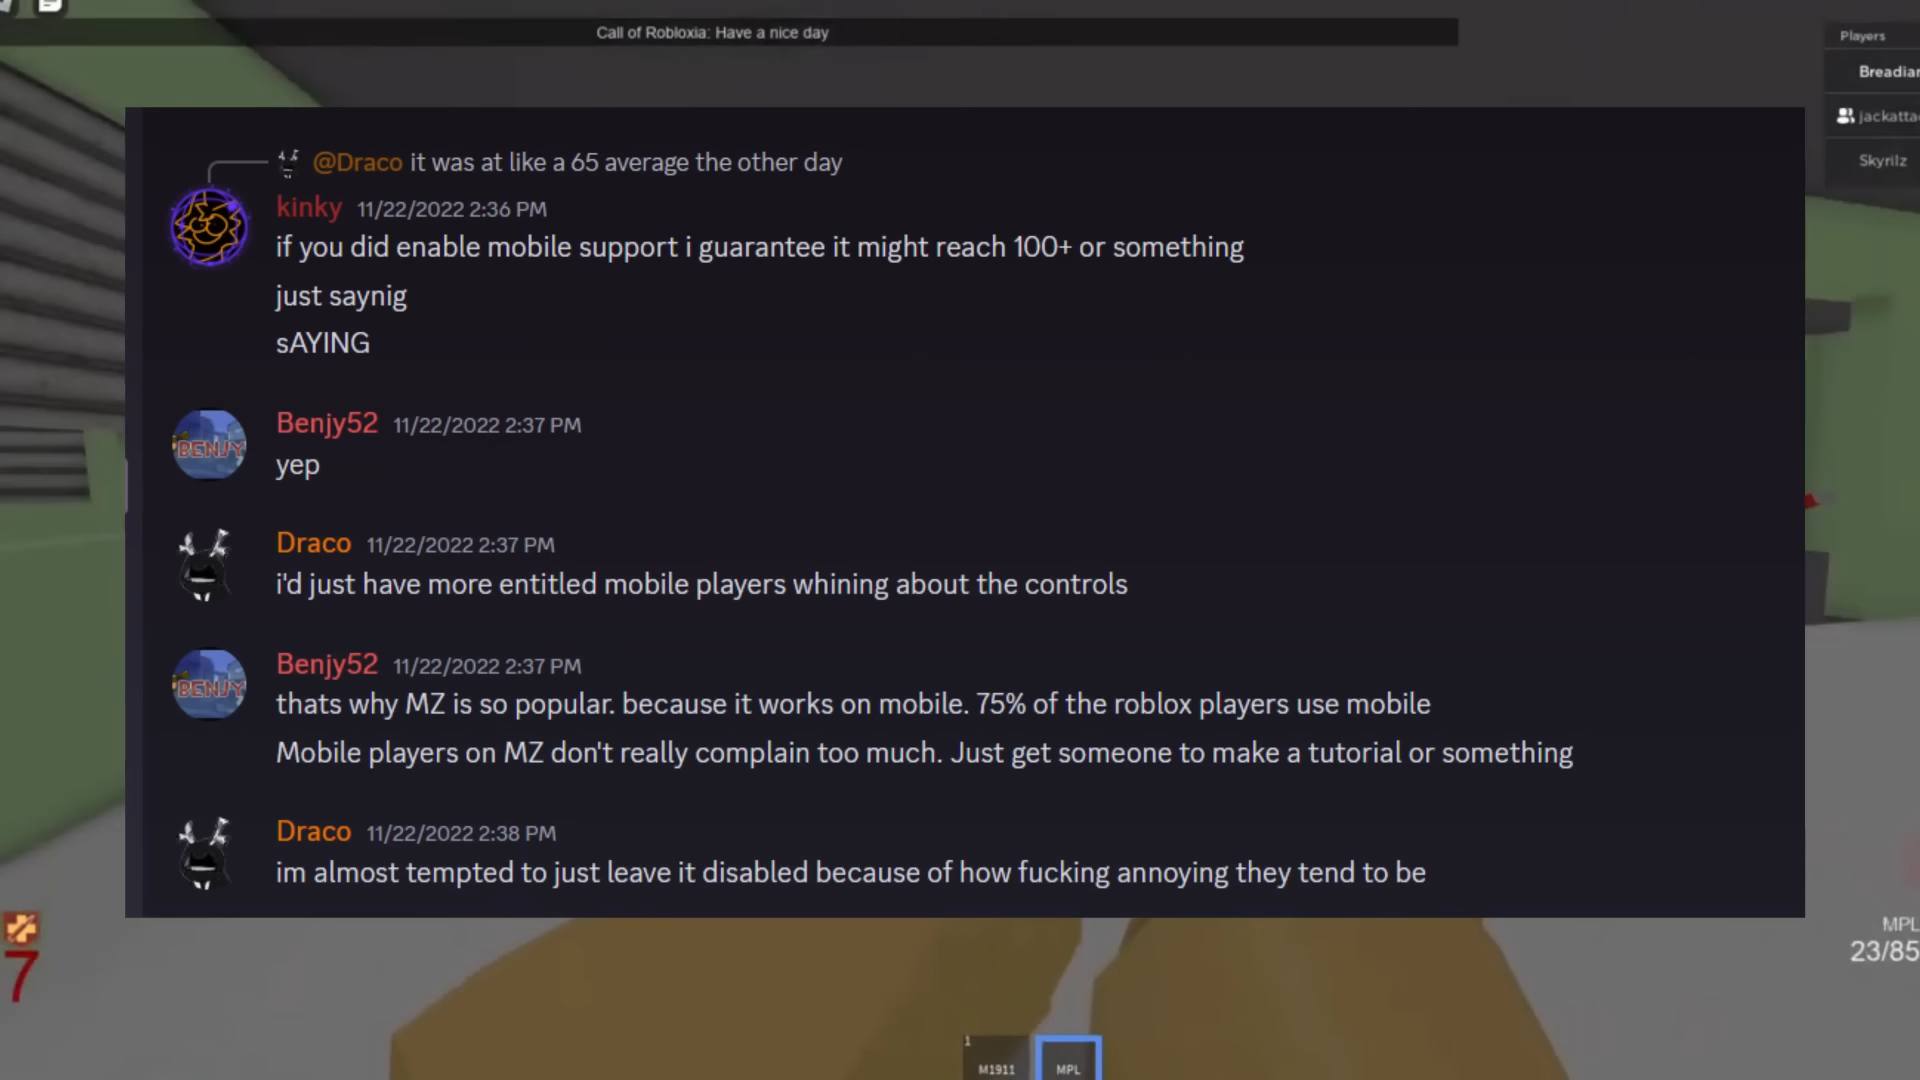 Call of Robloxia: Have a nice day
Players
Breadian
jackatta
Skyrilz
@Draco it was at like a 65 average the other day
kinky 11/22/2022 2:36 PM
if you did enable mobile support i guarantee it might reach 100+ or something
just saynig
sAYING
BENJY
Benjy52 11/22/2022 2:37 PM
yep
Draco 11/22/2022 2:37 PM
i'd just have more entitled mobile players whining about the controls
BENJY
Benjy52 11/22/2022 2:37 PM
thats why MZ is so popular. because it works on mobile. 75% of the roblox players use mobile
Mobile players on MZ don't really complain too much. Just get someone to make a tutorial or something
Draco 11/22/2022 2:38 PM
im almost tempted to just leave it disabled because of how fucking annoying they tend to be
7
MPL
23/85
1
M1911
MPL